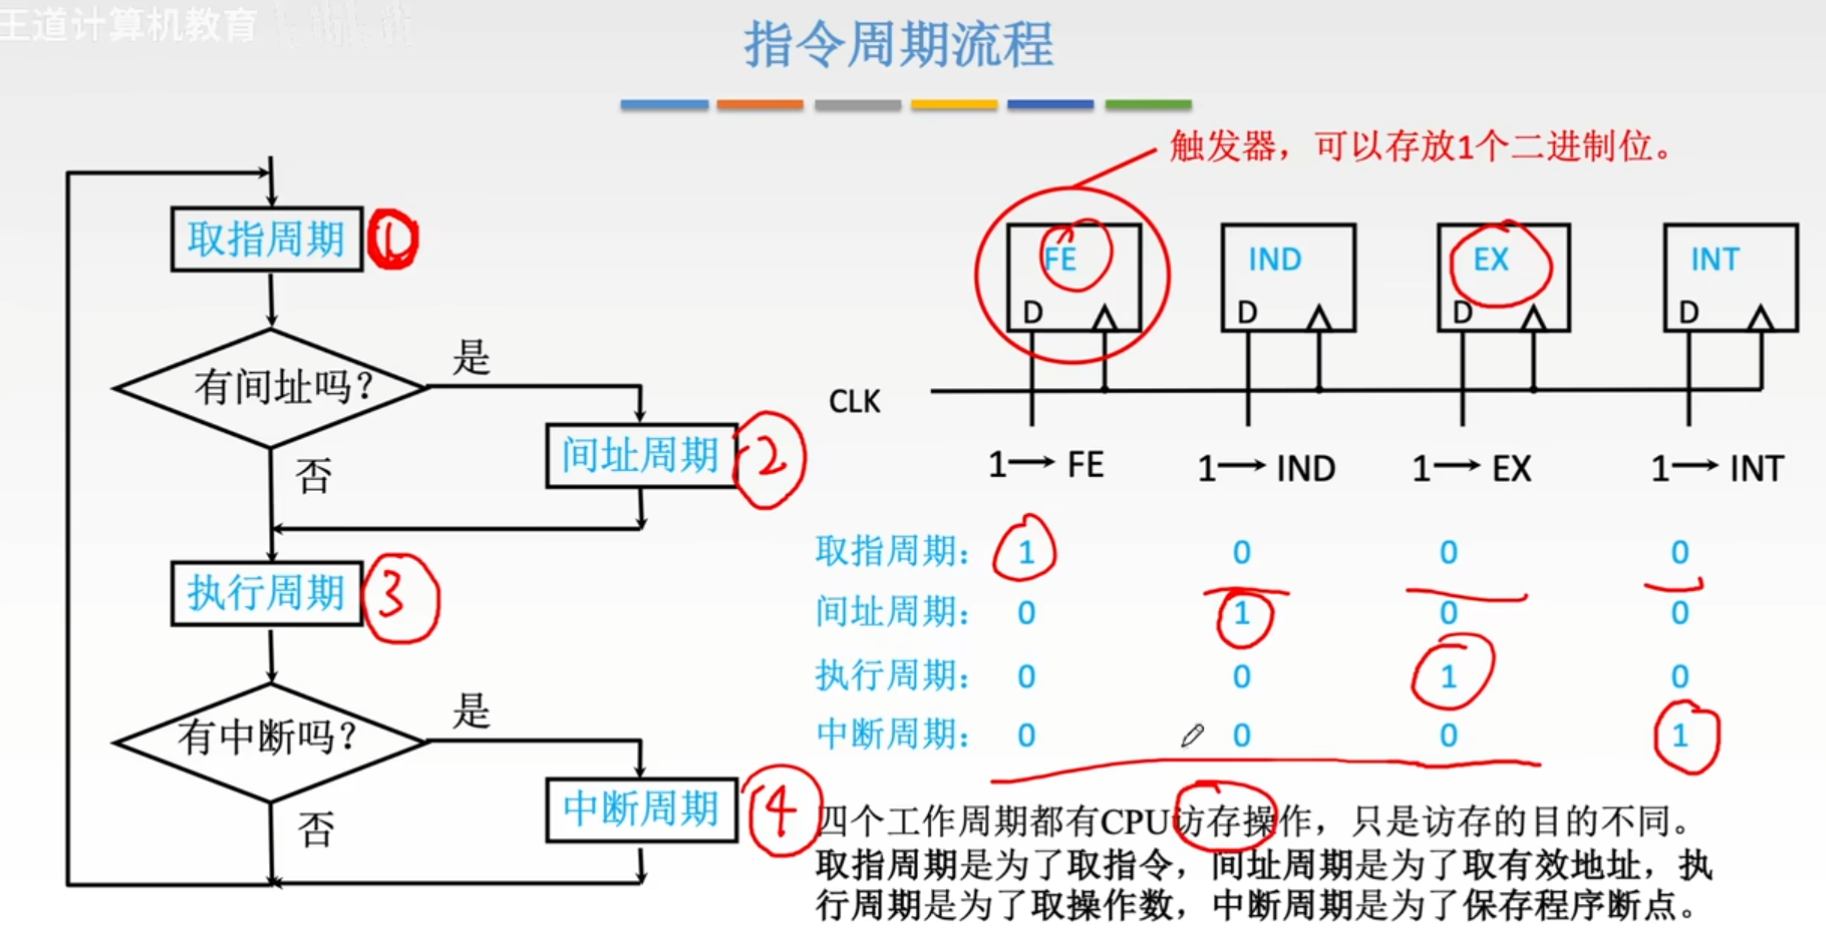 王道计算机教育
指令周期流程
触发器，可以存放1个二进制位。
取指周期 ①
有间址吗？
是
间址周期 ②
否
执行周期 ③
有中断吗？
是
中断周期 ④
否
FE IND EX INT
D D D D
CLK
1→FE 1→IND 1→EX 1→INT
取指周期： 1 0 0 0
间址周期： 0 1 0 0
执行周期： 0 0 1 0
中断周期： 0 0 0 1
四个工作周期都有CPU访存操作，只是访存的目的不同。
取指周期是为了取指令，间址周期是为了取有效地址，执
行周期是为了取操作数，中断周期是为了保存程序断点。